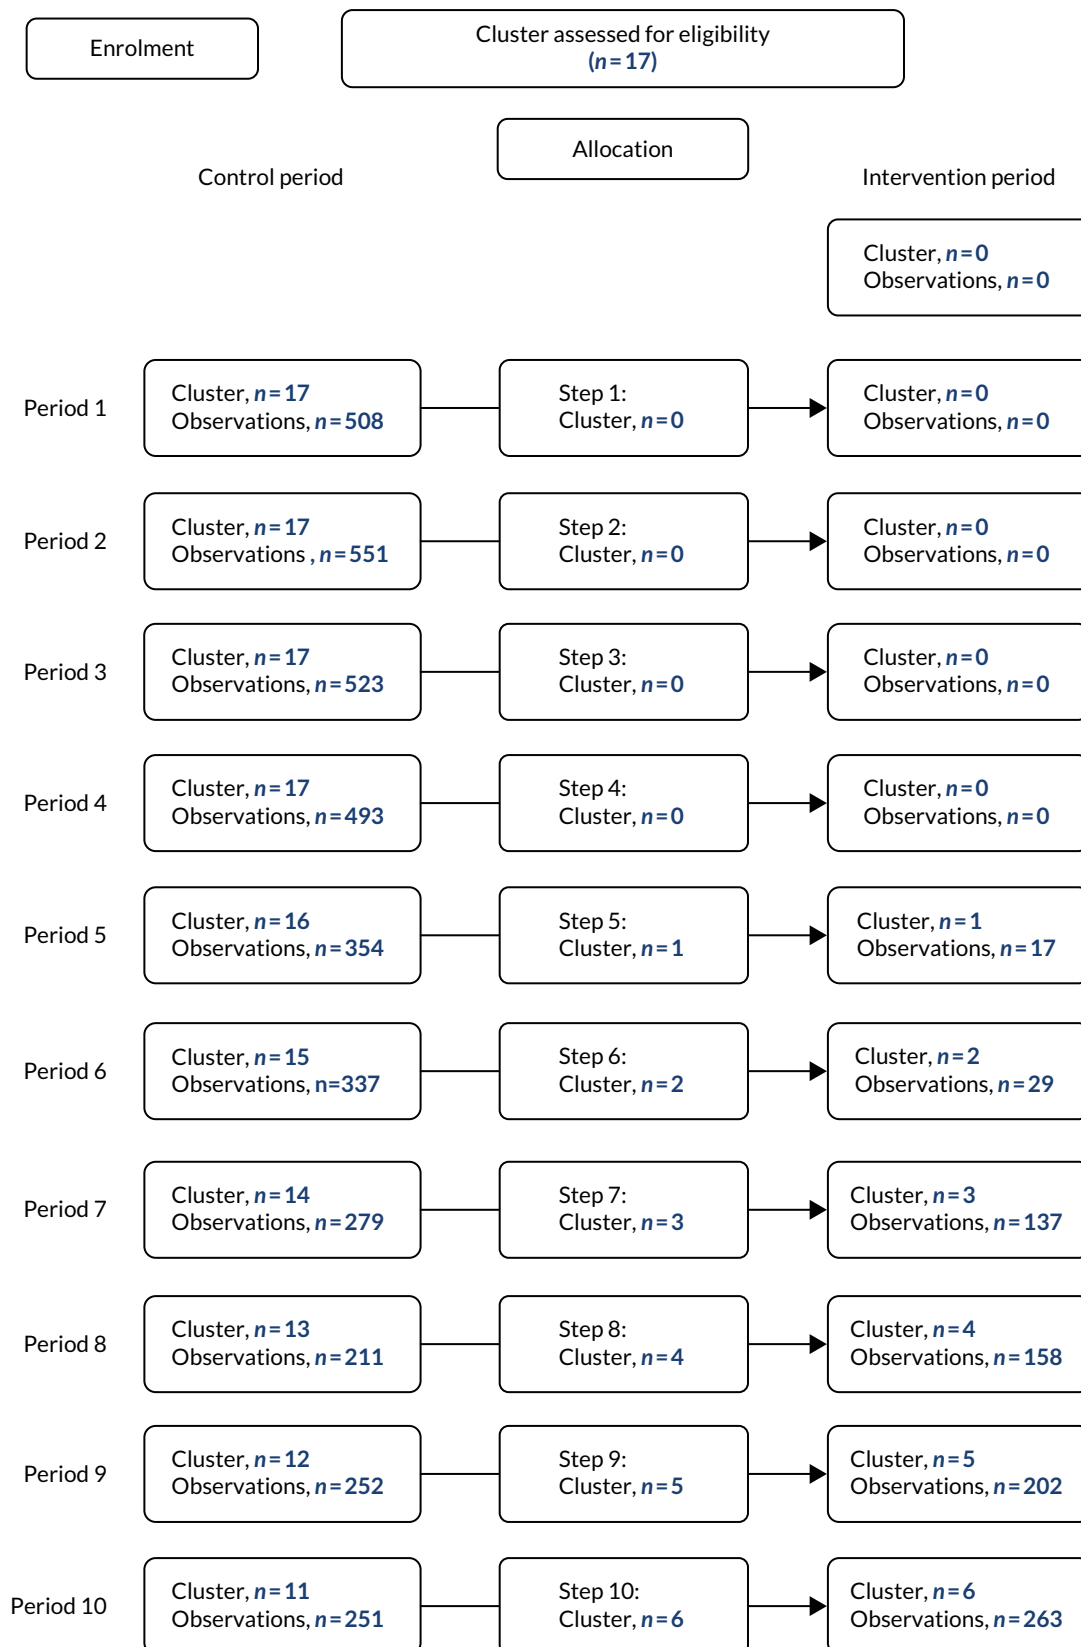 Enrolment
Cluster assessed for eligibility
(n=17)
Allocation
Control period
Intervention period
Cluster, n=0
Observations, n=0
Period 1
Cluster, n=17
Observations, n=508
Step 1:
Cluster, n=0
Cluster, n=0
Observations, n=0
Period 2
Cluster, n=17
Observations , n=551
Step 2:
Cluster, n=0
Cluster, n=0
Observations, n=0
Period 3
Cluster, n=17
Observations, n=523
Step 3:
Cluster, n=0
Cluster, n=0
Observations, n=0
Period 4
Cluster, n=17
Observations, n=493
Step 4:
Cluster, n=0
Cluster, n=0
Observations, n=0
Period 5
Cluster, n=16
Observations, n=354
Step 5:
Cluster, n=1
Cluster, n=1
Observations, n=17
Period 6
Cluster, n=15
Observations, n=337
Step 6:
Cluster, n=2
Cluster, n=2
Observations, n=29
Period 7
Cluster, n=14
Observations, n=279
Step 7:
Cluster, n=3
Cluster, n=3
Observations, n=137
Period 8
Cluster, n=13
Observations, n=211
Step 8:
Cluster, n=4
Cluster, n=4
Observations, n=158
Period 9
Cluster, n=12
Observations, n=252
Step 9:
Cluster, n=5
Cluster, n=5
Observations, n=202
Period 10
Cluster, n=11
Observations, n=251
Step 10:
Cluster, n=6
Cluster, n=6
Observations, n=263